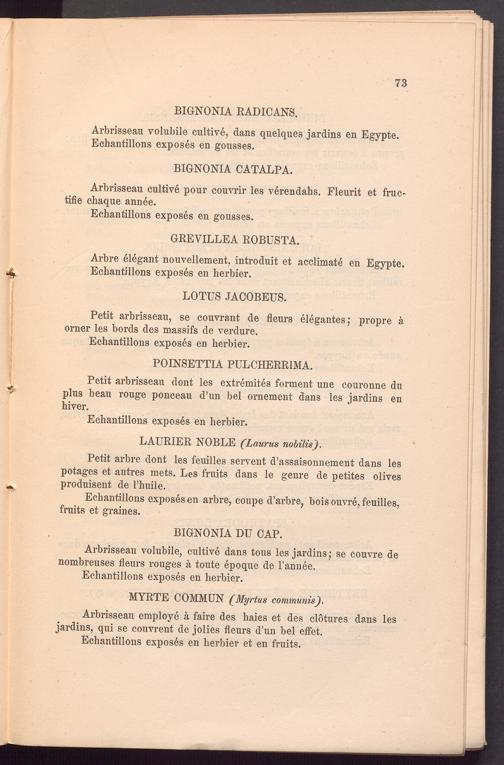 73
BIGNONIA RADICANS.
Arbrisseau volubile cultivé, dans quelques jardins en Egypte.
Echantillons exposés en gousses.
BIGNONIA CATALPA.
Arbrisseau cultivé pour couvrir les vérendahs. Fleurit et fruc-
tifie chaque année.
Echantillons exposés en gousses.
GREVILLEA ROBUSTA.
Arbre élégant nouvellement, introduit et acclimaté en Egypte.
Echantillons exposés en herbier.
LOTUS JACOBEUS.
Petit arbrisseau, se couvrant de fleurs élégantes; propre à
orner les bords des massifs de verdure.
Echantillons exposés en herbier.
POINSETTIA PULCHERRIMA.
Petit arbrisseau dont les extrémités forment une couronne du
plus beau rouge ponceau d'un bel ornement dans les jardins en
hiver.
Echantillons exposés en herbier.
LAURIER NOBLE (Laurus nobilis).
Petit arbre dont les feuilles servent d'assaisonnement dans les
potages et autres mets. Les fruits dans le genre de petites olives
produisent de l'huile.
Echantillons exposés en arbre, coupe d'arbre, bois ouvré, feuilles,
fruits et graines.
BIGNONIA DU CAP.
Arbrisseau volubile, cultivé dans tous les jardins; se couvre de
nombreuses fleurs rouges à toute époque de l'année.
Echantillons exposés en herbier.
MYRTE COMMUN (Myrtus communis).
Arbrisseau employé à faire des haies et des clôtures dans les
jardins, qui se couvrent de jolies fleurs d'un bel effet.
Echantillons exposés en herbier et en fruits.